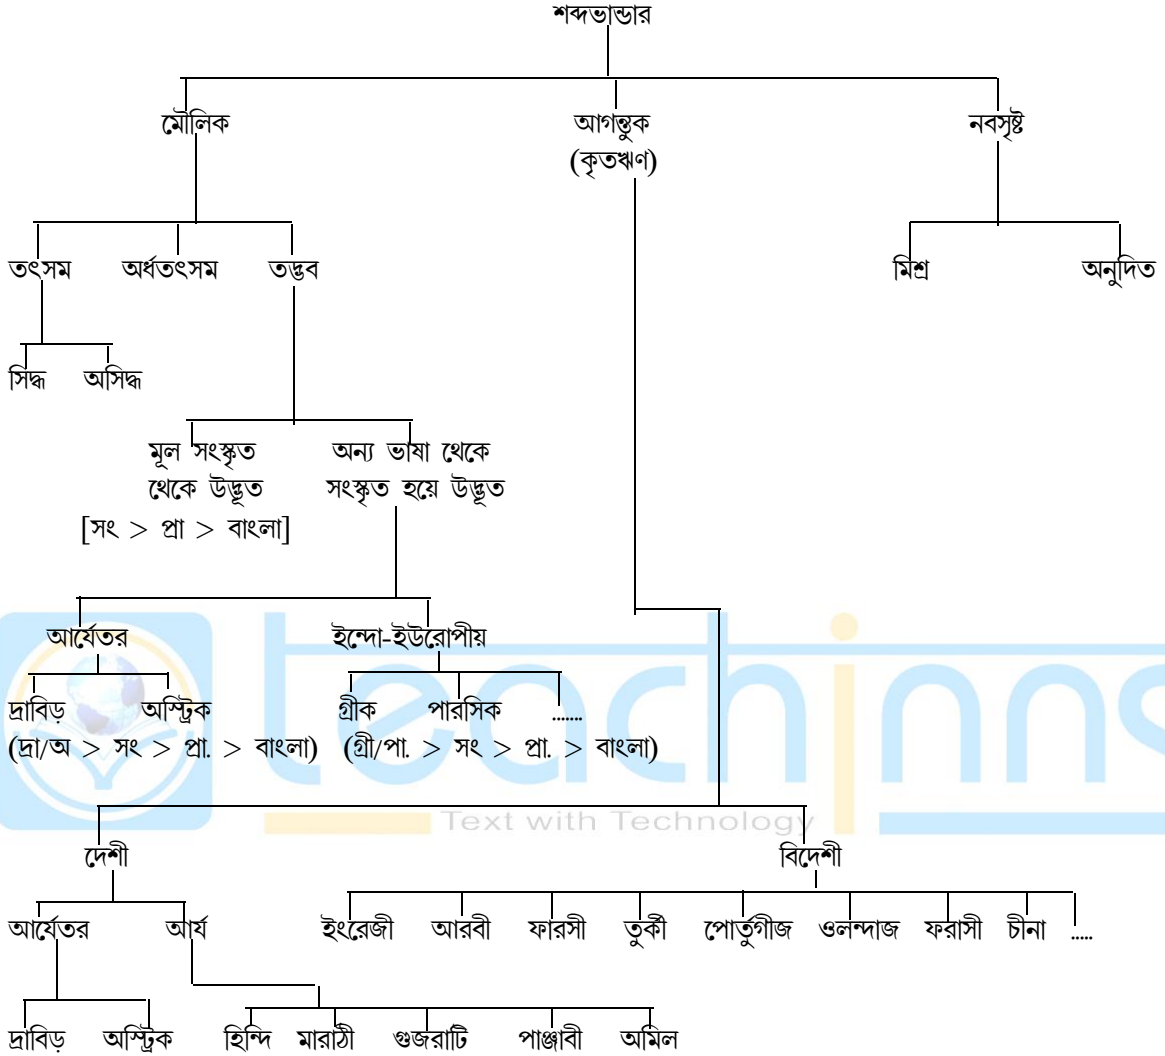 শব্দভান্ডার
মৌলিক আগন্তুক নবসৃষ্ট
(কৃতঋণ)
তৎসম অর্ধতৎসম তদ্ভব মিশ্র অনুদিত
সিদ্ধ অসিদ্ধ
মূল সংস্কৃত অন্য ভাষা থেকে
থেকে উদ্ভূত সংস্কৃত হয়ে উদ্ভূত
[সং > প্রা > বাংলা]
আর্যেতর ইন্দো-ইউরোপীয়
দ্রাবিড় অস্ট্রিক গ্রীক পারসিক .......
(দ্রা/অ > সং > প্রা. > বাংলা) (গ্রী/পা. > সং > প্রা. > বাংলা)
teachinns
Text with Technology
দেশী বিদেশী
আর্যেতর আর্য ইংরেজী আরবী ফারসী তুর্কী পোর্তুগীজ ওলন্দাজ ফরাসী চীনা .....
দ্রাবিড় অস্ট্রিক হিন্দি মারাঠী গুজরাটি পাঞ্জাবী অমিল